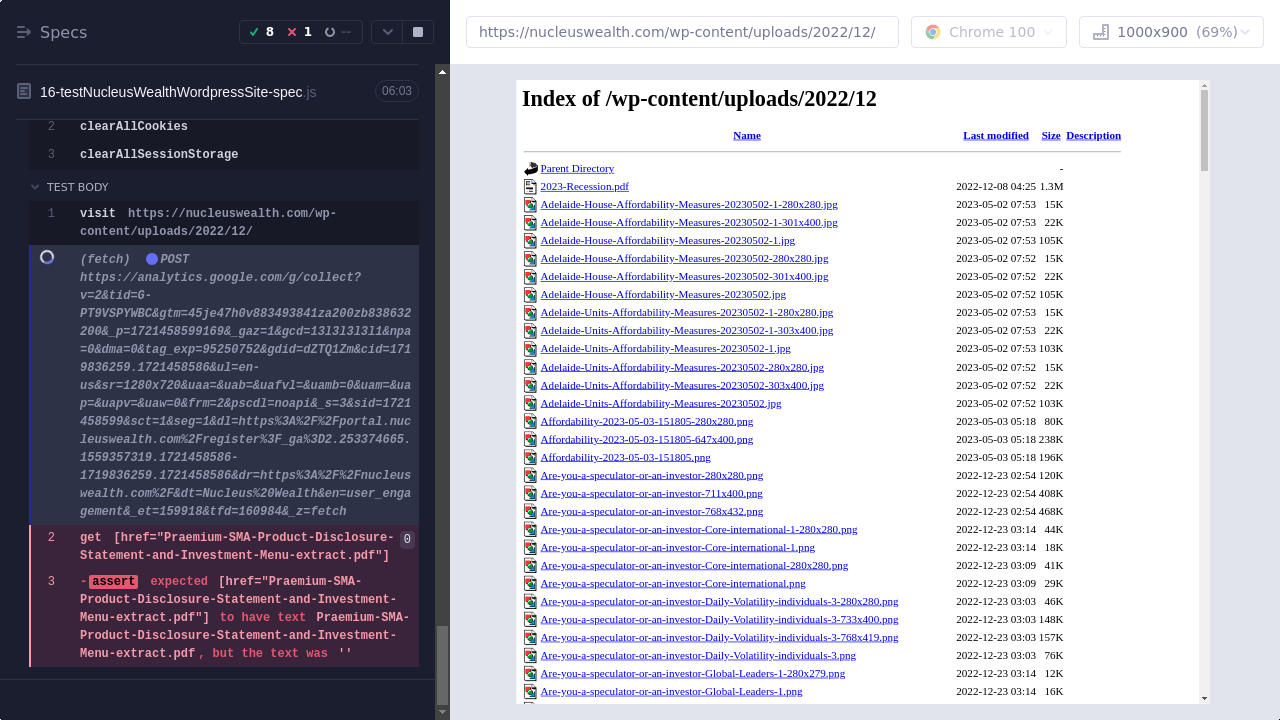 Specs
8 1 --
https://nucleuswealth.com/wp-content/uploads/2022/12/
Chrome 100
1000x900 (69%)
16-testNucleusWealthWordpressSite-spec.js
06:03
2 clearAllCookies
3 clearAllSessionStorage
TEST BODY
1 visit https://nucleuswealth.com/wp-
content/uploads/2022/12/
(fetch) POST
https://analytics.google.com/g/collect?
v=2&tid=G-
PT9VSPYWBC&gtm=45je47h0v883493841za200zb838632
200&_p=1721458599169&_gaz=1&gcd=13l3l3l3l1&npa
=0&dma=0&tag_exp=95250752&gdid=dZTQ1Zm&cid=171
9836259.1721458586&ul=en-
us&sr=1280x720&uaa=&uab=&uafvl=&uamb=0&uam=&ua
p=&uapv=&uaw=0&frm=2&pscdl=noapi&_s=3&sid=1721
458599&sct=1&seg=1&dl=https%3A%2F%2Fportal.nuc
leuswealth.com%2Fregister%3F_ga%3D2.253374665.
1559357319.1721458586-
1719836259.1721458586&dr=https%3A%2F%2Fnucleus
wealth.com%2F&dt=Nucleus%20Wealth&en=user_enga
gement&_et=159918&tfd=160984&_z=fetch
2 get [href="Praemium-SMA-Product-Disclosure- 0
Statement-and-Investment-Menu-extract.pdf"]
3 -assert expected [href="Praemium-SMA-
Product-Disclosure-Statement-and-Investment-
Menu-extract.pdf"] to have text Praemium-SMA-
Product-Disclosure-Statement-and-Investment-
Menu-extract.pdf, but the text was ''
Index of /wp-content/uploads/2022/12
Name Last modified Size Description
Parent Directory -
2023-Recession.pdf 2022-12-08 04:25 1.3M
Adelaide-House-Affordability-Measures-20230502-1-280x280.jpg 2023-05-02 07:53 15K
Adelaide-House-Affordability-Measures-20230502-1-301x400.jpg 2023-05-02 07:53 22K
Adelaide-House-Affordability-Measures-20230502-1.jpg 2023-05-02 07:53 105K
Adelaide-House-Affordability-Measures-20230502-280x280.jpg 2023-05-02 07:52 15K
Adelaide-House-Affordability-Measures-20230502-301x400.jpg 2023-05-02 07:52 22K
Adelaide-House-Affordability-Measures-20230502.jpg 2023-05-02 07:52 105K
Adelaide-Units-Affordability-Measures-20230502-1-280x280.jpg 2023-05-02 07:53 15K
Adelaide-Units-Affordability-Measures-20230502-1-303x400.jpg 2023-05-02 07:53 22K
Adelaide-Units-Affordability-Measures-20230502-1.jpg 2023-05-02 07:53 103K
Adelaide-Units-Affordability-Measures-20230502-280x280.jpg 2023-05-02 07:52 15K
Adelaide-Units-Affordability-Measures-20230502-303x400.jpg 2023-05-02 07:52 22K
Adelaide-Units-Affordability-Measures-20230502.jpg 2023-05-02 07:52 103K
Affordability-2023-05-03-151805-280x280.png 2023-05-03 05:18 80K
Affordability-2023-05-03-151805-647x400.png 2023-05-03 05:18 238K
Affordability-2023-05-03-151805.png 2023-05-03 05:18 196K
Are-you-a-speculator-or-an-investor-280x280.png 2022-12-23 02:54 120K
Are-you-a-speculator-or-an-investor-711x400.png 2022-12-23 02:54 408K
Are-you-a-speculator-or-an-investor-768x432.png 2022-12-23 02:54 468K
Are-you-a-speculator-or-an-investor-Core-international-1-280x280.png 2022-12-23 03:14 44K
Are-you-a-speculator-or-an-investor-Core-international-1.png 2022-12-23 03:14 18K
Are-you-a-speculator-or-an-investor-Core-international-280x280.png 2022-12-23 03:09 41K
Are-you-a-speculator-or-an-investor-Core-international.png 2022-12-23 03:09 29K
Are-you-a-speculator-or-an-investor-Daily-Volatility-individuals-3-280x280.png 2022-12-23 03:03 46K
Are-you-a-speculator-or-an-investor-Daily-Volatility-individuals-3-733x400.png 2022-12-23 03:03 148K
Are-you-a-speculator-or-an-investor-Daily-Volatility-individuals-3-768x419.png 2022-12-23 03:03 157K
Are-you-a-speculator-or-an-investor-Daily-Volatility-individuals-3.png 2022-12-23 03:03 76K
Are-you-a-speculator-or-an-investor-Global-Leaders-1-280x279.png 2022-12-23 03:14 12K
Are-you-a-speculator-or-an-investor-Global-Leaders-1.png 2022-12-23 03:14 16K